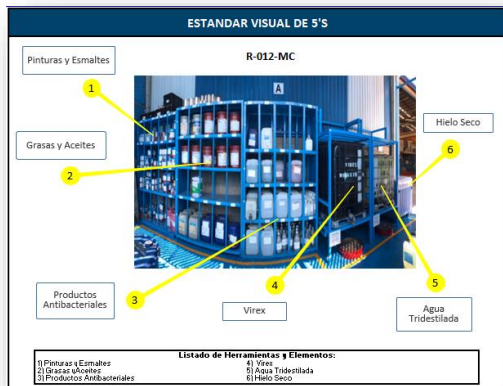 ESTANDAR VISUAL DE 5'S
R-012-MC
Pinturas y Esmaltes
1
A
Hielo Seco
Grasas y Aceites
2
6
3
4
5
Productos
Antibacteriales
Virex
Agua
Tridestilada
Listado de Herramientas y Elementos:
1) Pinturas y Esmaltes
2) Grasas yAceites
3) Productos Antibacteriales
4) Virex
5) Agua Tridestilada
6) Hielo Seco